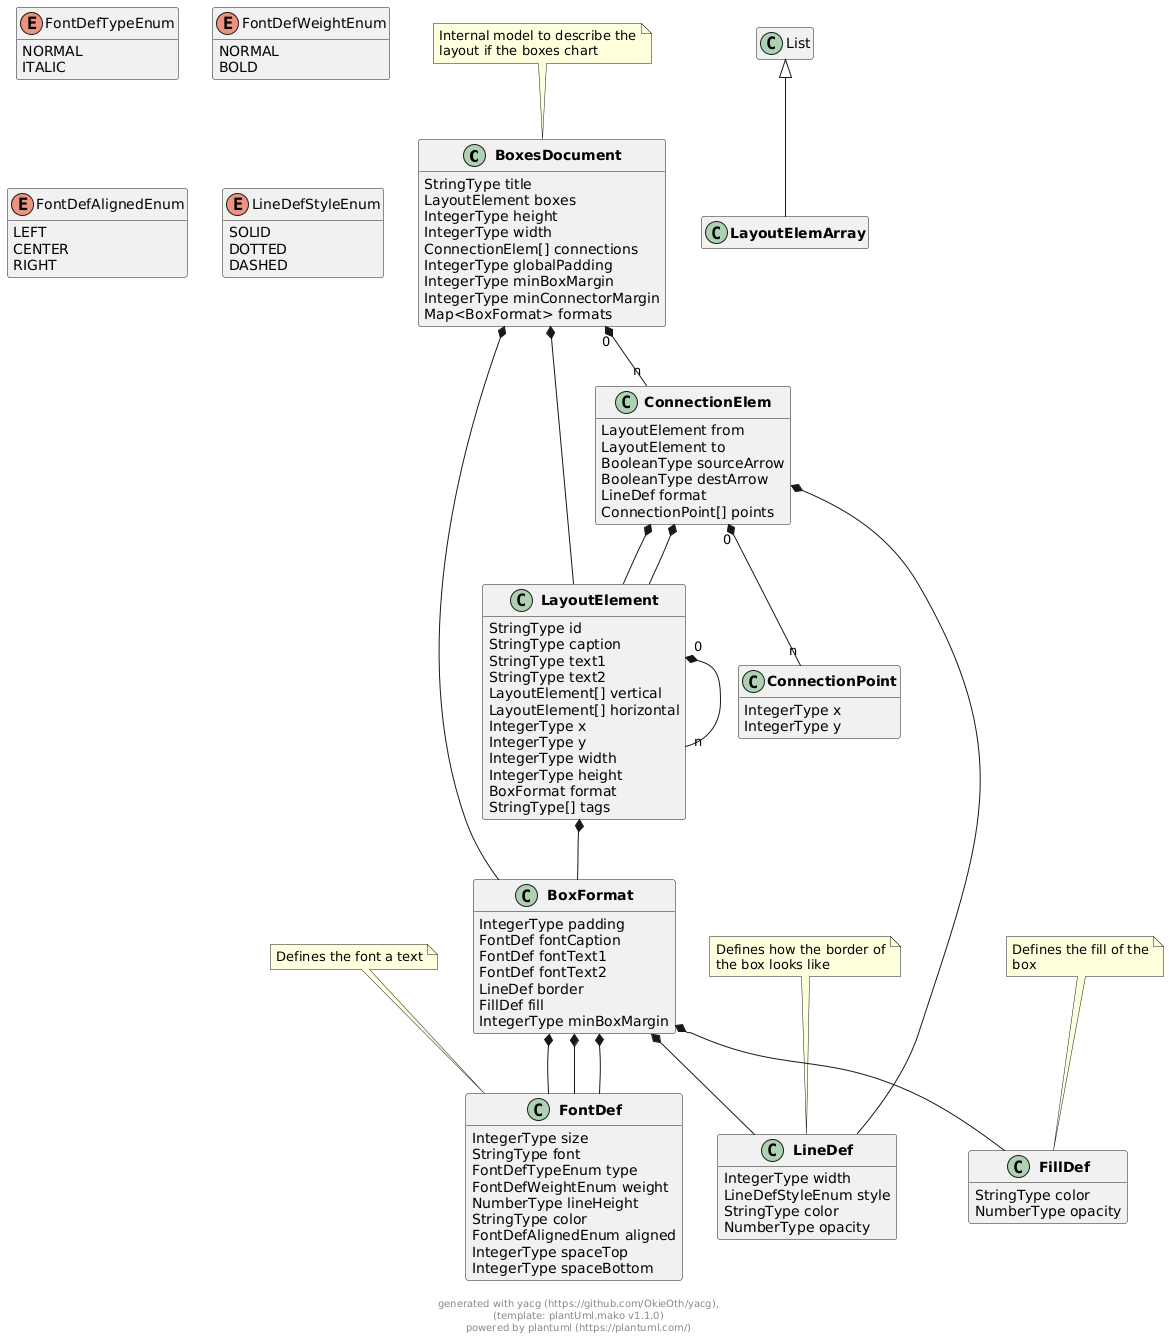 E FontDefTypeEnum
NORMAL
ITALIC
E FontDefWeightEnum
NORMAL
BOLD
Internal model to describe the
layout if the boxes chart
C List
C BoxesDocument
StringType title
LayoutElement boxes
IntegerType height
IntegerType width
ConnectionElem[] connections
IntegerType globalPadding
IntegerType minBoxMargin
IntegerType minConnectorMargin
Map<BoxFormat> formats
E FontDefAlignedEnum
LEFT
CENTER
RIGHT
E LineDefStyleEnum
SOLID
DOTTED
DASHED
C LayoutElemArray
0
n
C ConnectionElem
LayoutElement from
LayoutElement to
BooleanType sourceArrow
BooleanType destArrow
LineDef format
ConnectionPoint[] points
0
n
C LayoutElement
StringType id
StringType caption
StringType text1
StringType text2
LayoutElement[] vertical
LayoutElement[] horizontal
IntegerType x
IntegerType y
IntegerType width
IntegerType height
BoxFormat format
StringType[] tags
0
n
C ConnectionPoint
IntegerType x
IntegerType y
C BoxFormat
IntegerType padding
FontDef fontCaption
FontDef fontText1
FontDef fontText2
LineDef border
FillDef fill
IntegerType minBoxMargin
Defines the font a text
Defines how the border of
the box looks like
Defines the fill of the
box
C FontDef
IntegerType size
StringType font
FontDefTypeEnum type
FontDefWeightEnum weight
NumberType lineHeight
StringType color
FontDefAlignedEnum aligned
IntegerType spaceTop
IntegerType spaceBottom
C LineDef
IntegerType width
LineDefStyleEnum style
StringType color
NumberType opacity
C FillDef
StringType color
NumberType opacity
generated with yacg (https://github.com/OkieOth/yacg),
(template: plantUml.mako v1.1.0)
powered by plantuml (https://plantuml.com/)